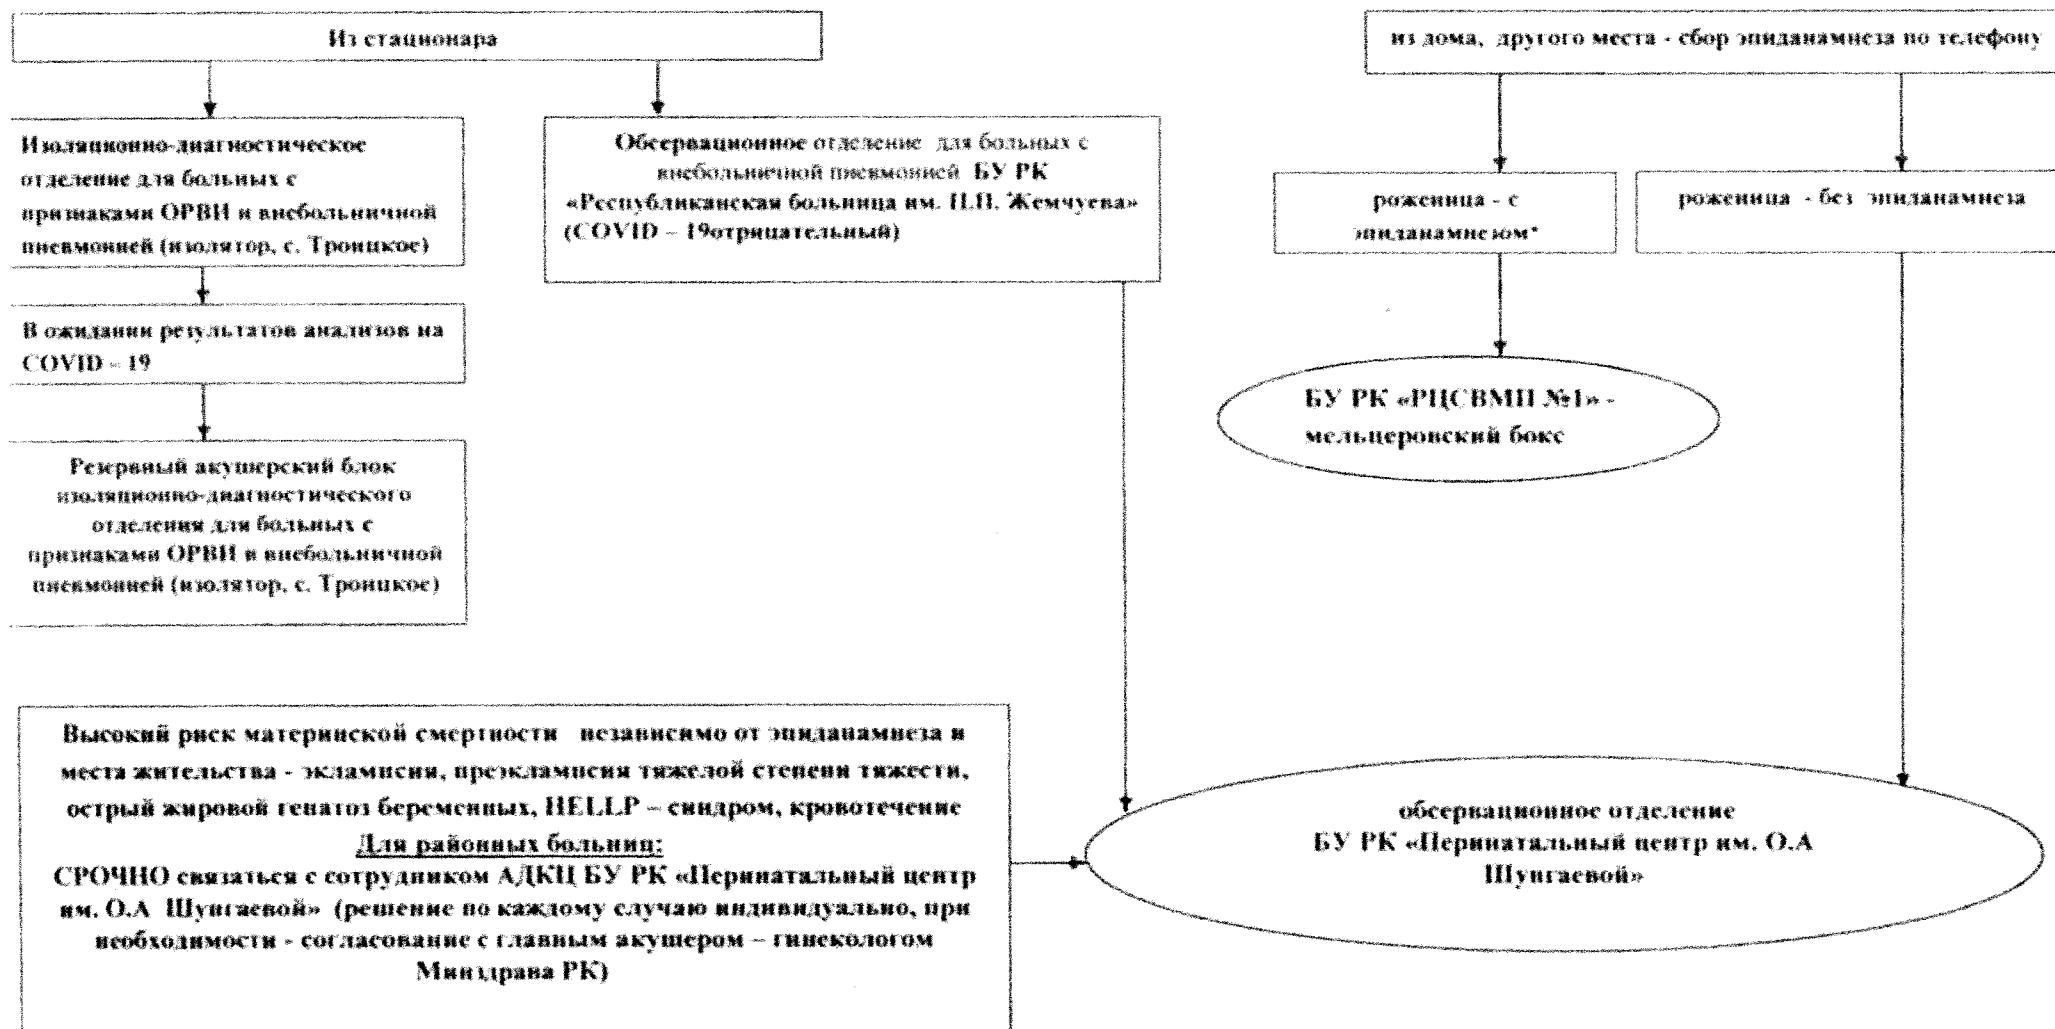 Из стационара
из дома, другого места - сбор эпиданамнеза по телефону
Изоляционно-диагностическое
отделение для больных с
признаками ОРВИ и внебольничной
пневмонией (изолятор, с. Троицкое)
Обсервационное отделение для больных с
внебольничной пневмонией БУ РК
«Республиканская больница им. П.П. Жемчуева»
(COVID – 19отрицательный)
роженица - с
эпиданамнезом*
роженица - без эпиданамнеза
В ожидании результатов анализов на
COVID – 19
БУ РК «РЦСВМП №1» -
мельцеровский бокс
Резервный акушерский блок
изоляционно-диагностического
отделения для больных с
признаками ОРВИ и внебольничной
пневмонией (изолятор, с. Троицкое)
Высокий риск материнской смертности независимо от эпиданамнеза и
места жительства - эклампсия, преэклампсия тяжелой степени тяжести,
острый жировой гепатоз беременных, HELLP – синдром, кровотечение
Для районных больниц:
СРОЧНО связаться с сотрудником АДКЦ БУ РК «Перинатальный центр
им. О.А Шунгаевой» (решение по каждому случаю индивидуально, при
необходимости - согласование с главным акушером – гинекологом
Минздрава РК)
обсервационное отделение
БУ РК «Перинатальный центр им. О.А
Шунгаевой»